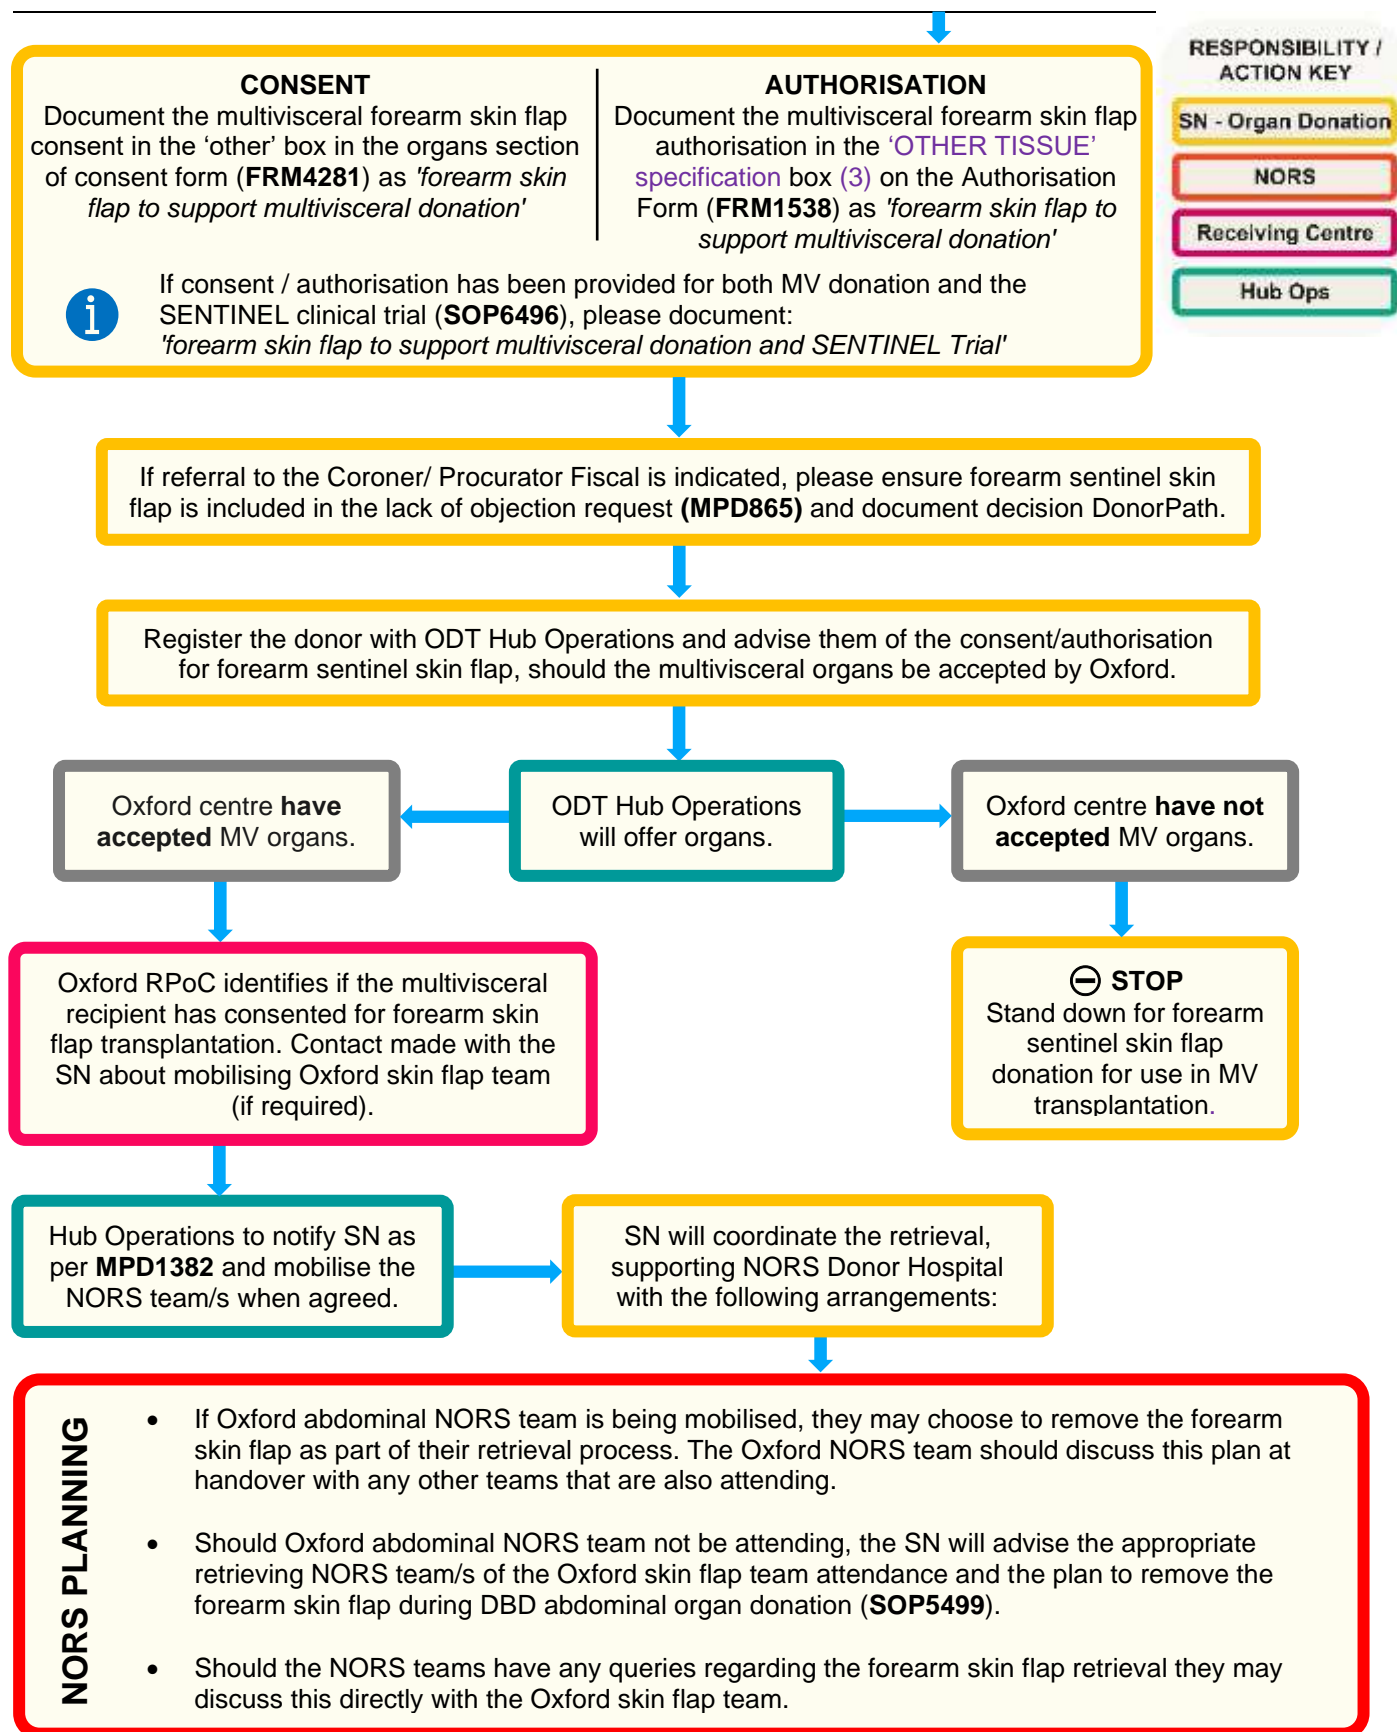 CONSENT
Document the multivisceral forearm skin flap
consent in the ‘other’ box in the organs section
of consent form (FRM4281) as 'forearm skin
flap to support multivisceral donation'
AUTHORISATION
Document the multivisceral forearm skin flap
authorisation in the ‘OTHER TISSUE’
specification box (3) on the Authorisation
Form (FRM1538) as 'forearm skin flap to
support multivisceral donation'
i
If consent / authorisation has been provided for both MV donation and the
SENTINEL clinical trial (SOP6496), please document:
'forearm skin flap to support multivisceral donation and SENTINEL Trial'
RESPONSIBILITY /
ACTION KEY
SN - Organ Donation
NORS
Receiving Centre
Hub Ops
If referral to the Coroner/ Procurator Fiscal is indicated, please ensure forearm sentinel skin
flap is included in the lack of objection request (MPD865) and document decision DonorPath.
Register the donor with ODT Hub Operations and advise them of the consent/authorisation
for forearm sentinel skin flap, should the multivisceral organs be accepted by Oxford.
Oxford centre have
accepted MV organs.
ODT Hub Operations
will offer organs.
Oxford centre have not
accepted MV organs.
Oxford RPoC identifies if the multivisceral
recipient has consented for forearm skin
flap transplantation. Contact made with the
SN about mobilising Oxford skin flap team
(if required).
STOP
Stand down for forearm
sentinel skin flap
donation for use in MV
transplantation.
Hub Operations to notify SN as
per MPD1382 and mobilise the
NORS team/s when agreed.
SN will coordinate the retrieval,
supporting NORS Donor Hospital
with the following arrangements:
NORS PLANNING
• If Oxford abdominal NORS team is being mobilised, they may choose to remove the forearm
skin flap as part of their retrieval process. The Oxford NORS team should discuss this plan at
handover with any other teams that are also attending.
• Should Oxford abdominal NORS team not be attending, the SN will advise the appropriate
retrieving NORS team/s of the Oxford skin flap team attendance and the plan to remove the
forearm skin flap during DBD abdominal organ donation (SOP5499).
• Should the NORS teams have any queries regarding the forearm skin flap retrieval they may
discuss this directly with the Oxford skin flap team.